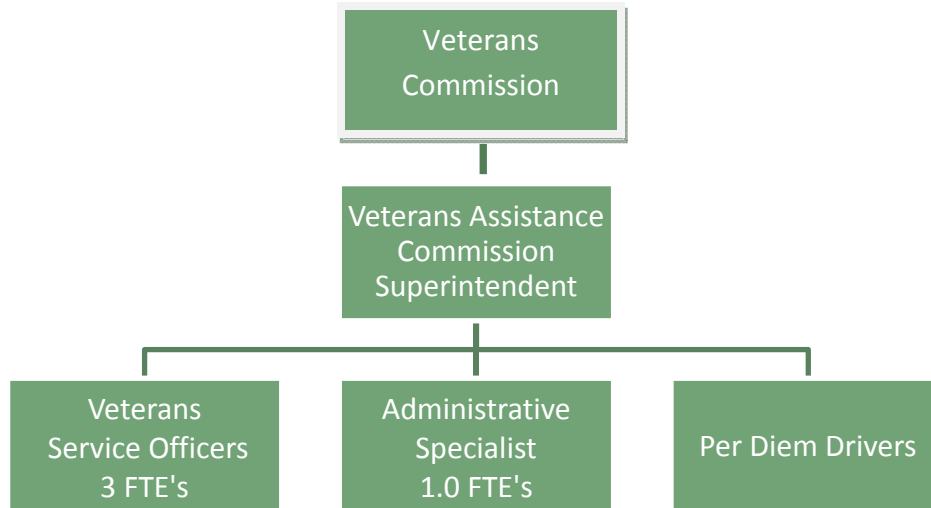 Veterans
Commission
Veterans Assistance
Commission
Superintendent
Veterans
Service Officers
3 FTE's
Administrative
Specialist
1.0 FTE's
Per Diem Drivers